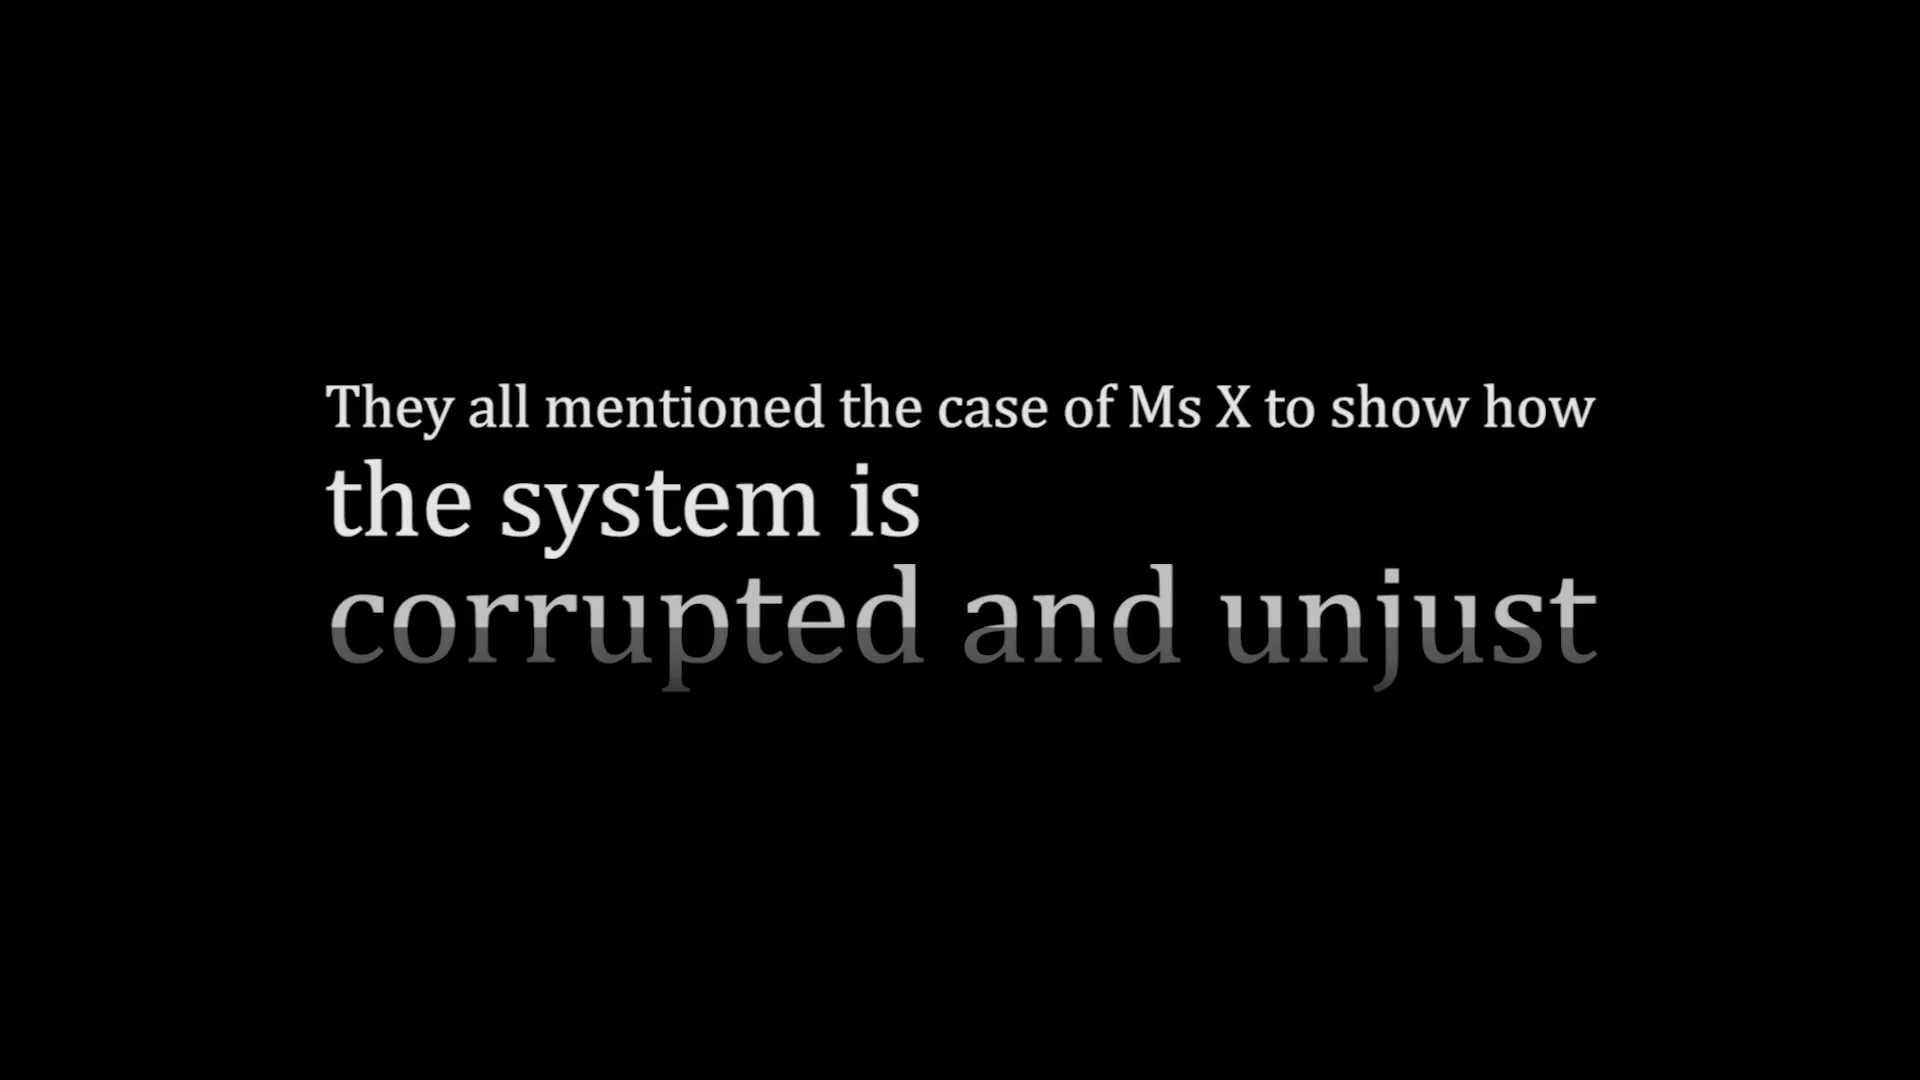 They all mentioned the case of Ms X to show how
the system is
corrupted and unjust